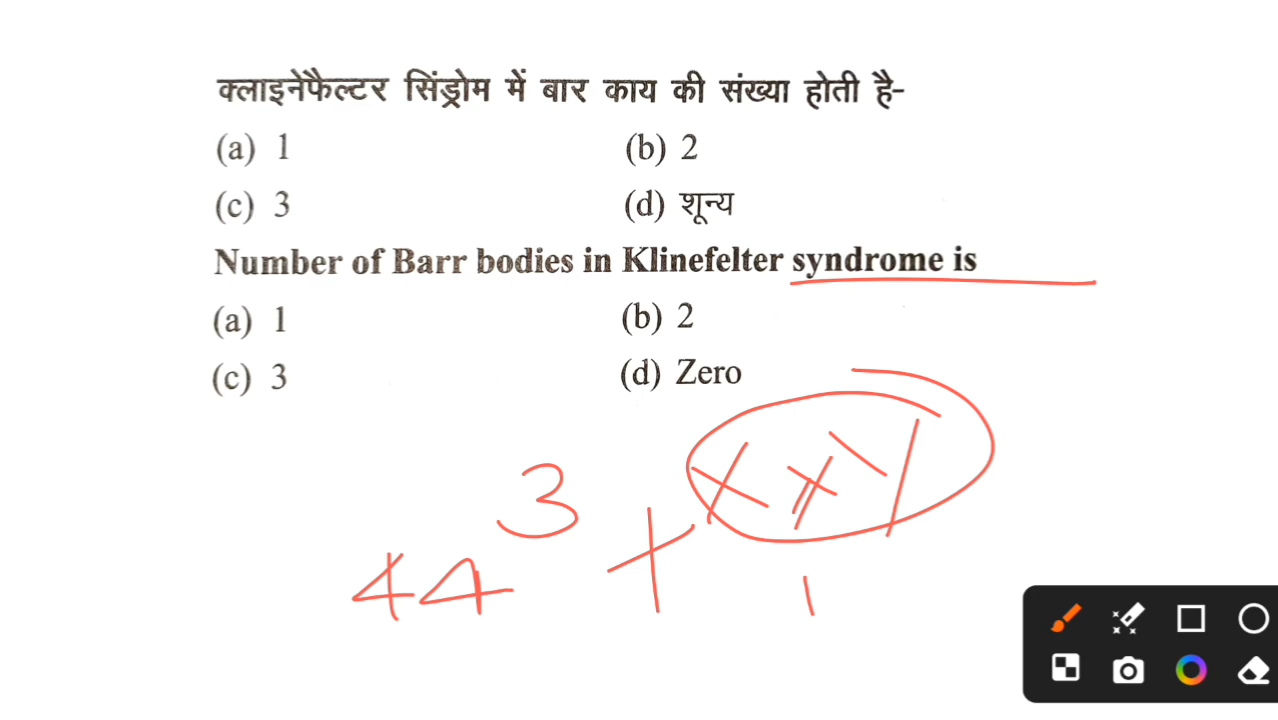 क्लाइनेफैल्टर सिंड्रोम में बार काय की संख्या होती है-
(a) 1 (b) 2
(c) 3 (d) शून्य
Number of Barr bodies in Klinefelter syndrome is
(a) 1 (b) 2
(c) 3 (d) Zero
3
44 + XXY
1